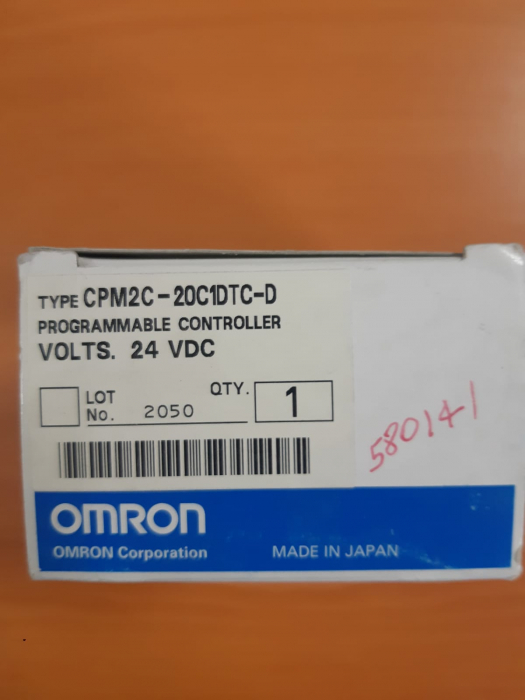 TYPE CPM2C-20C1DTC-D
PROGRAMMABLE CONTROLLER
VOLTS. 24 VDC
LOT No. 2050 QTY. 1
580141
OMRON
OMRON Corporation MADE IN JAPAN